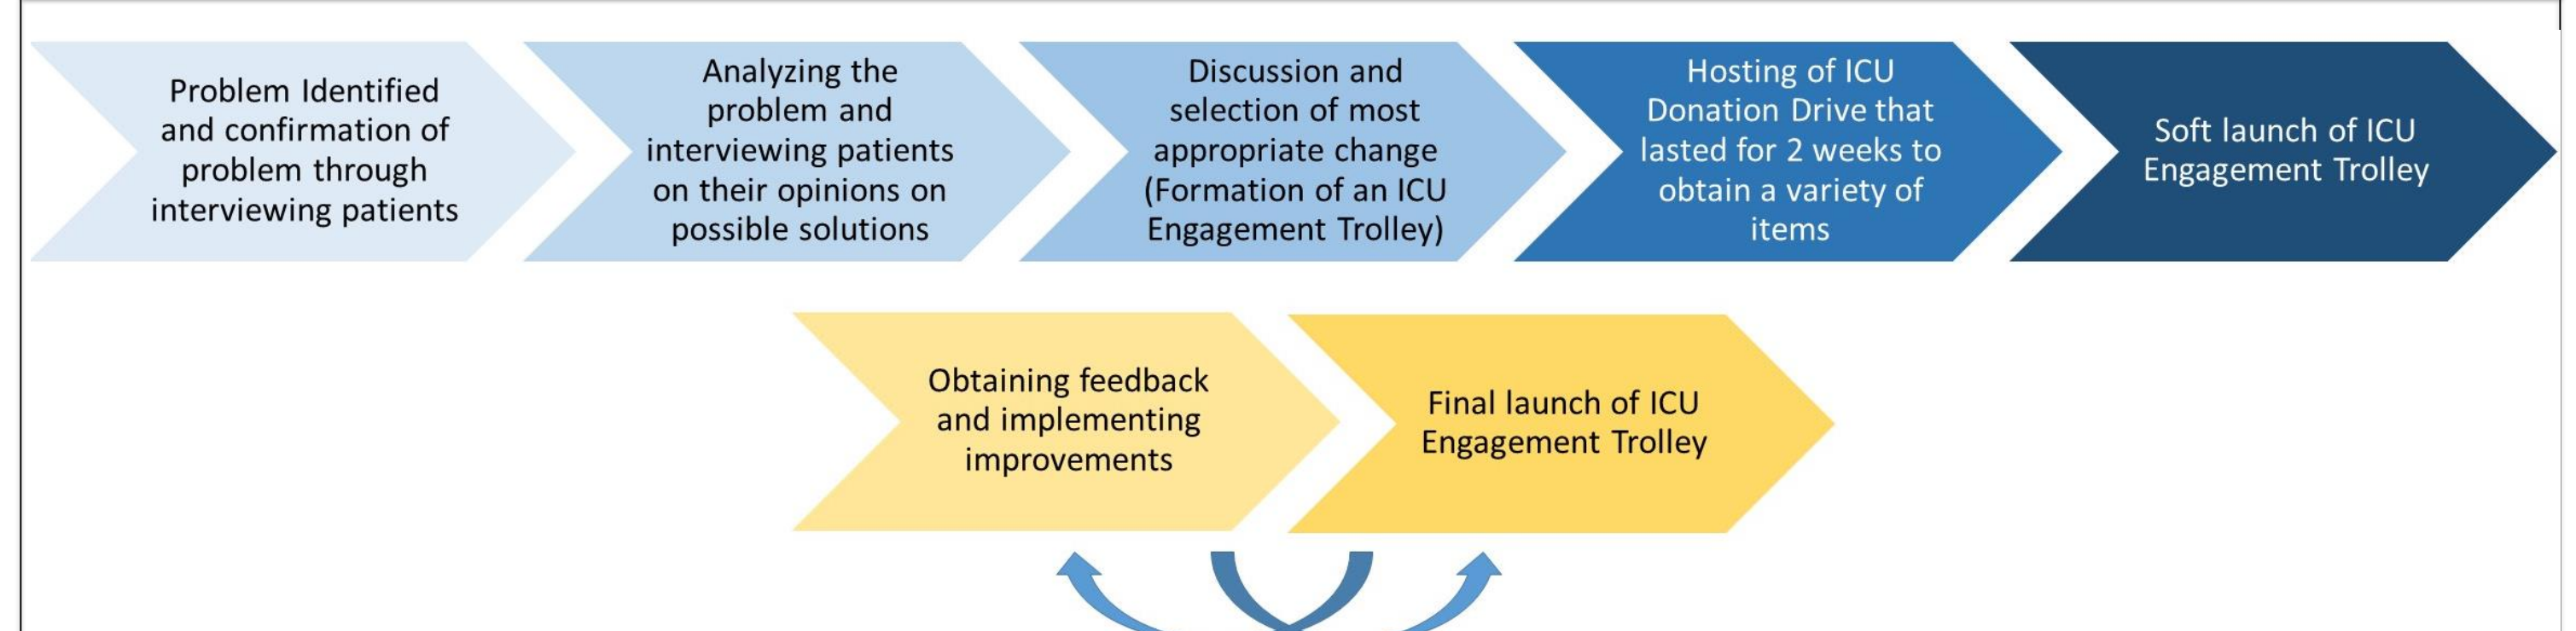 Problem Identified
and confirmation of
problem through
interviewing patients
Analyzing the
problem and
interviewing patients
on their opinions on
possible solutions
Discussion and
selection of most
appropriate change
(Formation of an ICU
Engagement Trolley)
Hosting of ICU
Donation Drive that
lasted for 2 weeks to
obtain a variety of
items
Soft launch of ICU
Engagement Trolley
Obtaining feedback
and implementing
improvements
Final launch of ICU
Engagement Trolley